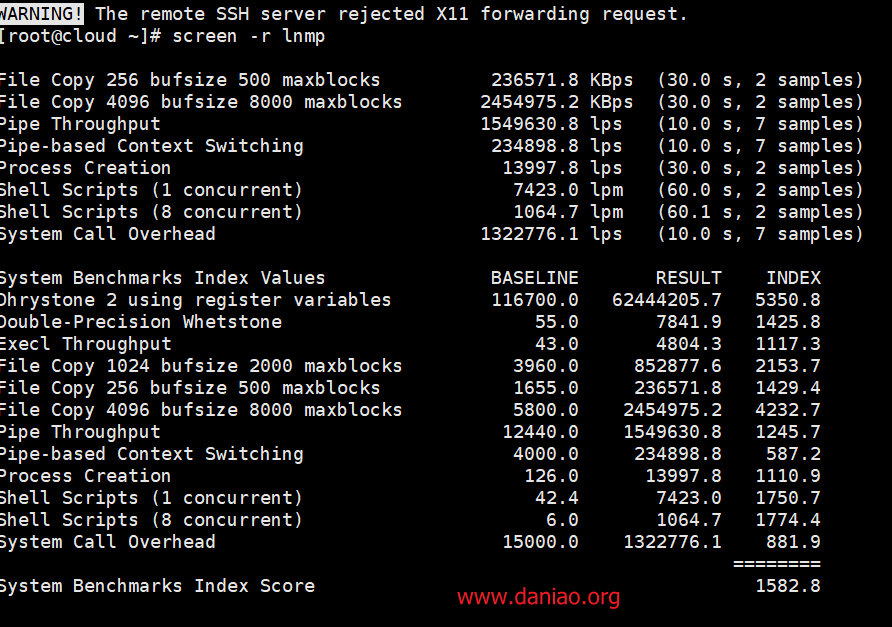 WARNING! The remote SSH server rejected X11 forwarding request.
[root@cloud ~]# screen -r lnmp
File Copy 256 bufsize 500 maxblocks 236571.8 KBps (30.0 s, 2 samples)
File Copy 4096 bufsize 8000 maxblocks 2454975.2 KBps (30.0 s, 2 samples)
Pipe Throughput 1549630.8 lps (10.0 s, 7 samples)
Pipe-based Context Switching 234898.8 lps (10.0 s, 7 samples)
Process Creation 13997.8 lps (30.0 s, 2 samples)
Shell Scripts (1 concurrent) 7423.0 lpm (60.0 s, 2 samples)
Shell Scripts (8 concurrent) 1064.7 lpm (60.1 s, 2 samples)
System Call Overhead 1322776.1 lps (10.0 s, 7 samples)
System Benchmarks Index Values BASELINE RESULT INDEX
Dhrystone 2 using register variables 116700.0 62444205.7 5350.8
Double-Precision Whetstone 55.0 7841.9 1425.8
Execl Throughput 43.0 4804.3 1117.3
File Copy 1024 bufsize 2000 maxblocks 3960.0 852877.6 2153.7
File Copy 256 bufsize 500 maxblocks 1655.0 236571.8 1429.4
File Copy 4096 bufsize 8000 maxblocks 5800.0 2454975.2 4232.7
Pipe Throughput 12440.0 1549630.8 1245.7
Pipe-based Context Switching 4000.0 234898.8 587.2
Process Creation 126.0 13997.8 1110.9
Shell Scripts (1 concurrent) 42.4 7423.0 1750.7
Shell Scripts (8 concurrent) 6.0 1064.7 1774.4
System Call Overhead 15000.0 1322776.1 881.9
========
System Benchmarks Index Score 1582.8
www.daniao.org